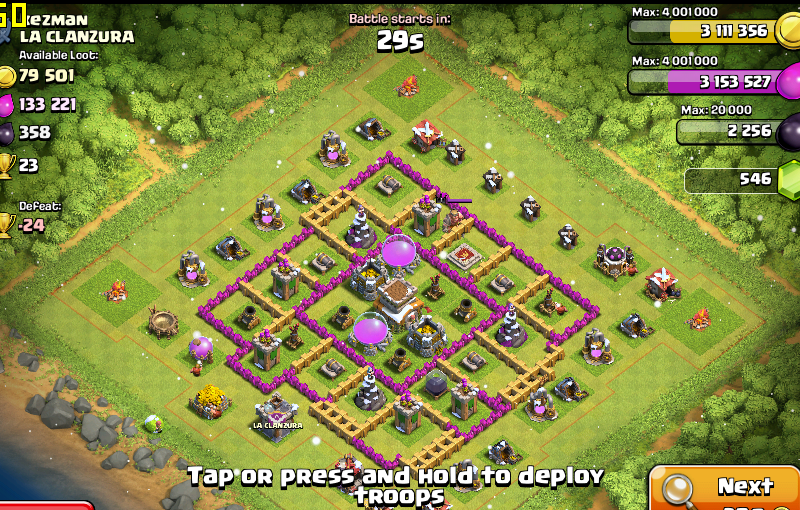 Battle starts in:
29s
LA CLANZURA
Available Loot:
79 501
133 221
358
23
Defeat:
-24
Max: 4 001 000
3 111 356
Max: 4 001 000
3 153 527
Max: 20 000
2 256
546
LA CLANZURA
Tap or press and hold to deploy
troops
Next